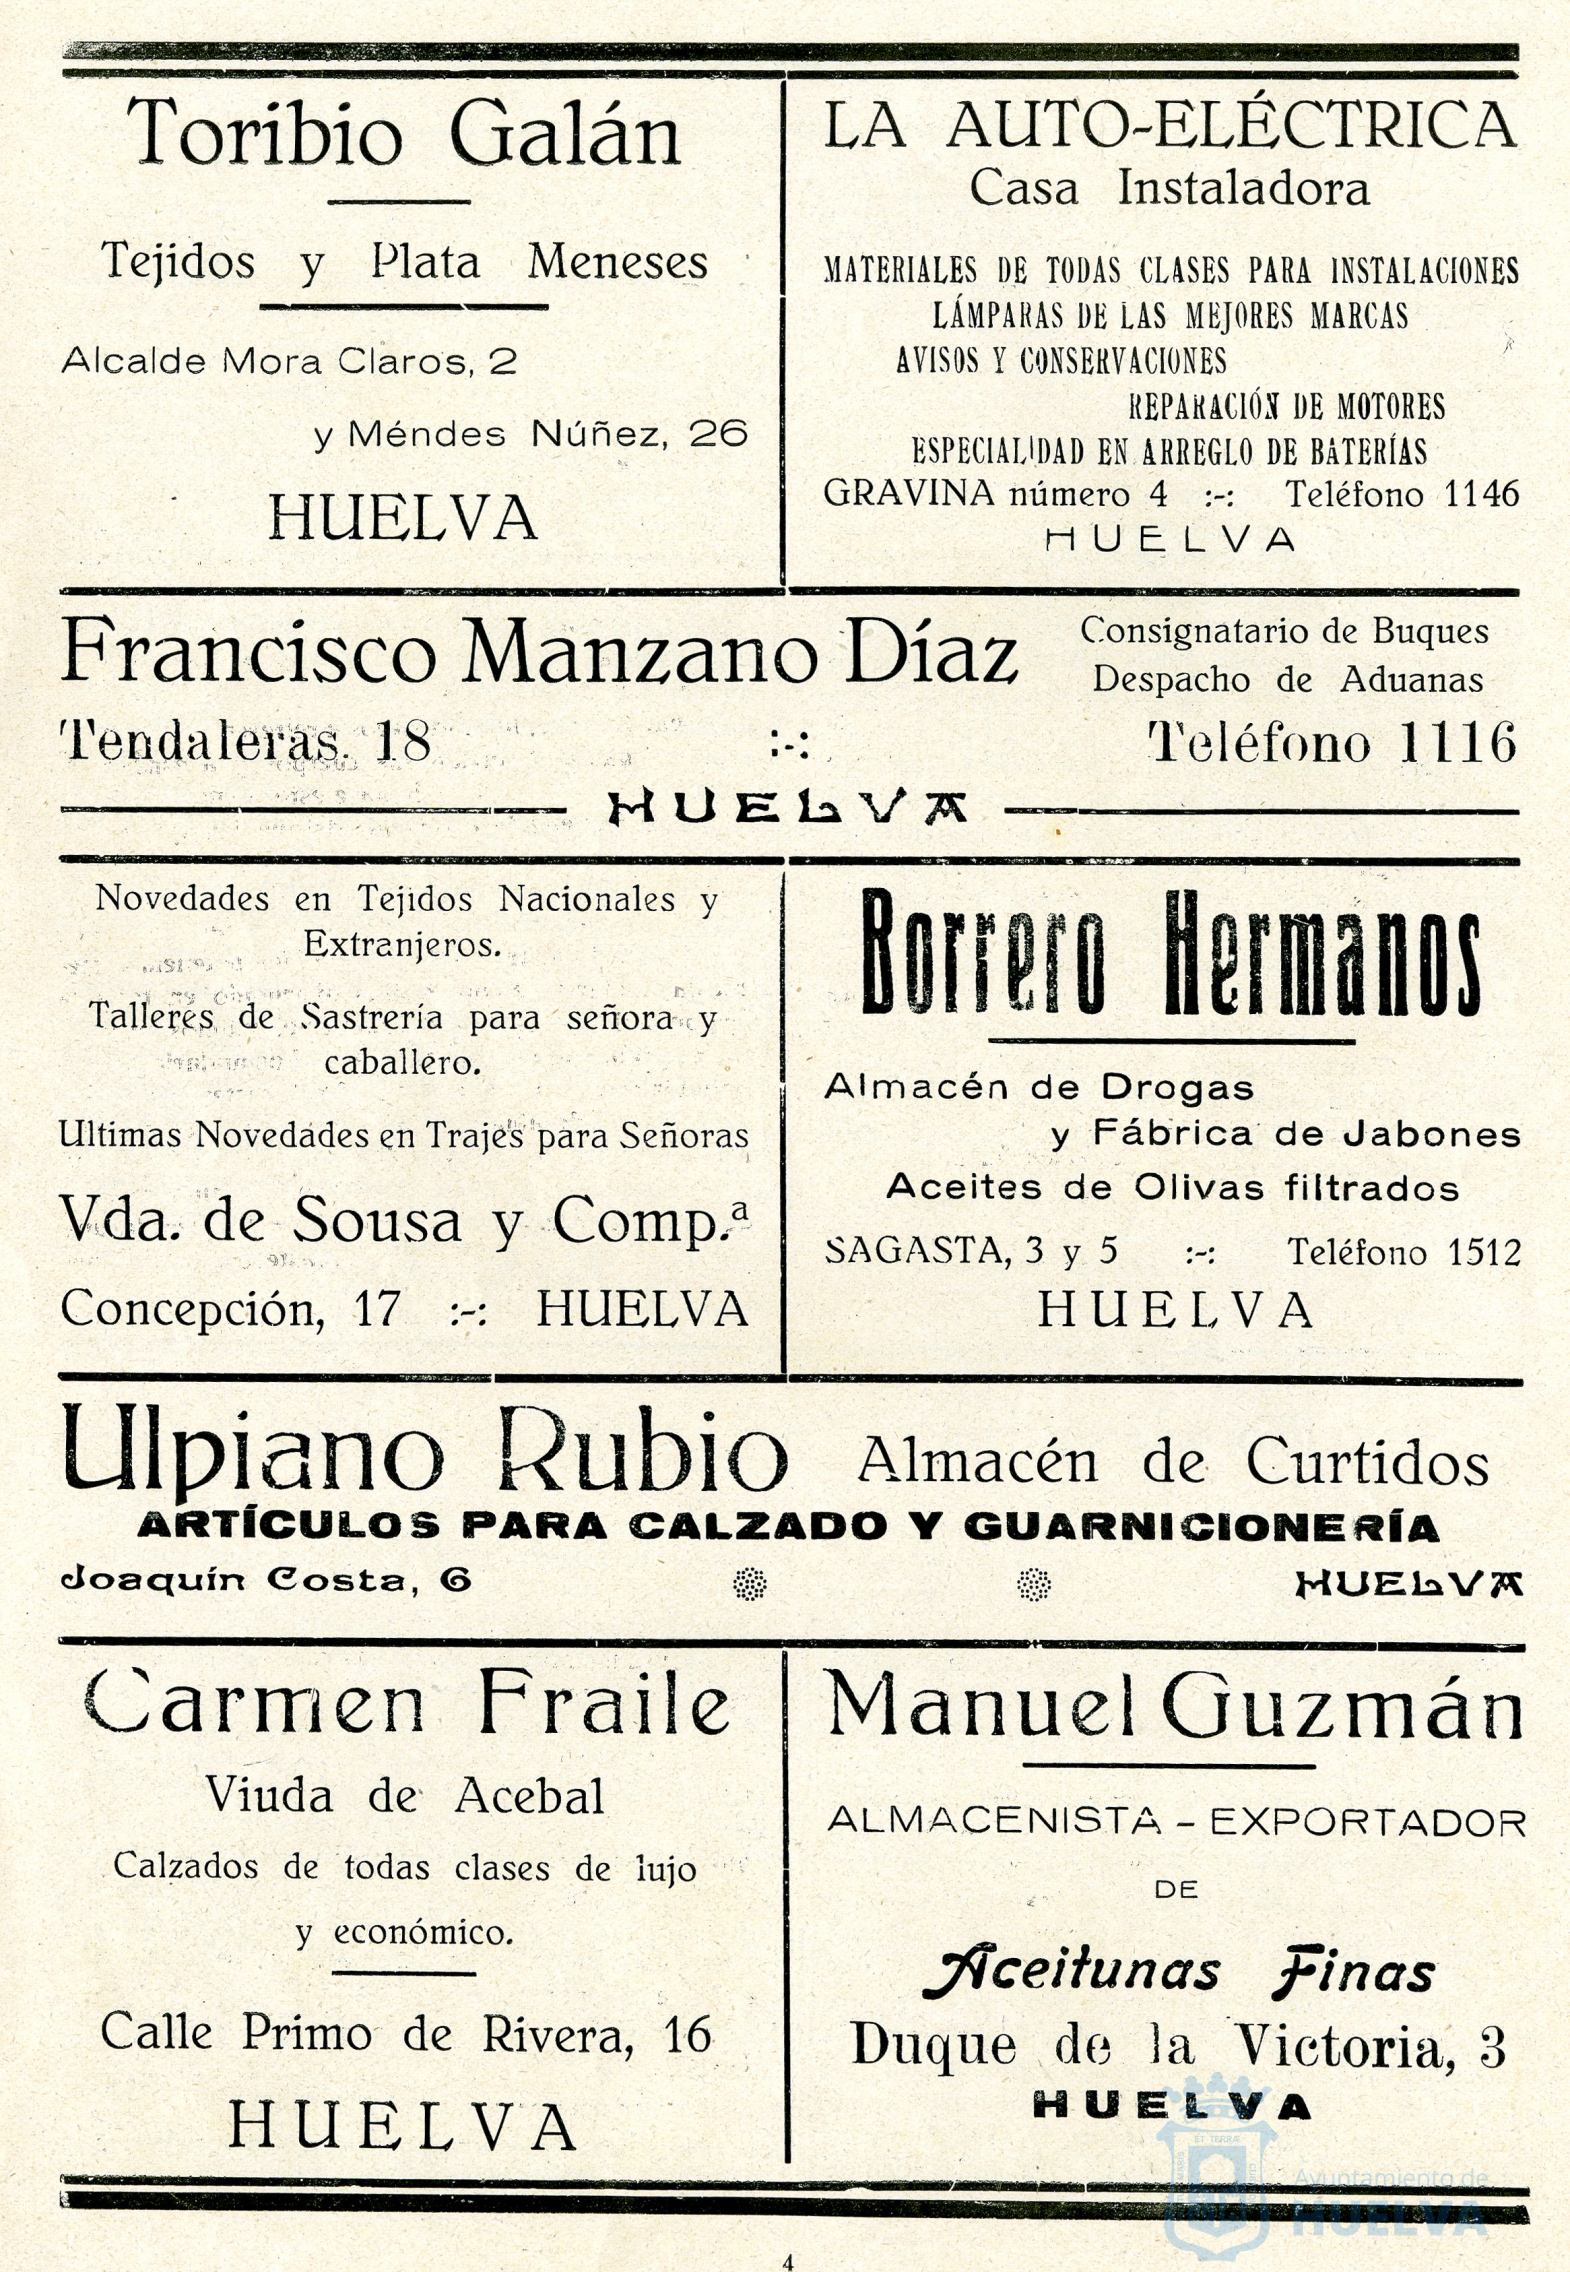 Toribio Galán
Tejidos y Plata Meneses
Alcalde Mora Claros, 2
y Méndes Núñez, 26
HUELVA
LA AUTO-ELÉCTRICA
Casa Instaladora
MATERIALES DE TODAS CLASES PARA INSTALACIONES
LÁMPARAS DE LAS MEJORES MARCAS
AVISOS Y CONSERVACIONES
REPARACIÓN DE MOTORES
ESPECIALIDAD EN ARREGLO DE BATERÍAS
GRAVINA número 4 :-: Teléfono 1146
HUELVA
Francisco Manzano Díaz
Consignatario de Buques
Despacho de Aduanas
Tendaleras, 18 :-: Teléfono 1116
HUELVA
Novedades en Tejidos Nacionales y
Extranjeros.
Talleres de Sastrería para señora y
caballero.
Ultimas Novedades en Trajes para Señoras
Vda. de Sousa y Comp.ª
Concepción, 17 :-: HUELVA
Borrero Hermanos
Almacén de Drogas
y Fábrica de Jabones
Aceites de Olivas filtrados
SAGASTA, 3 y 5 :-: Teléfono 1512
HUELVA
Ulpiano Rubio Almacén de Curtidos
ARTÍCULOS PARA CALZADO Y GUARNICIONERÍA
Joaquín Costa, 6 HUELVA
Carmen Fraile
Viuda de Acebal
Calzados de todas clases de lujo
y económico.
Calle Primo de Rivera, 16
HUELVA
Manuel Guzmán
ALMACENISTA - EXPORTADOR
DE
Aceitunas Finas
Duque de la Victoria, 3
HUELVA
ET TERRÆ
Ayuntamiento de
HUELVA
4